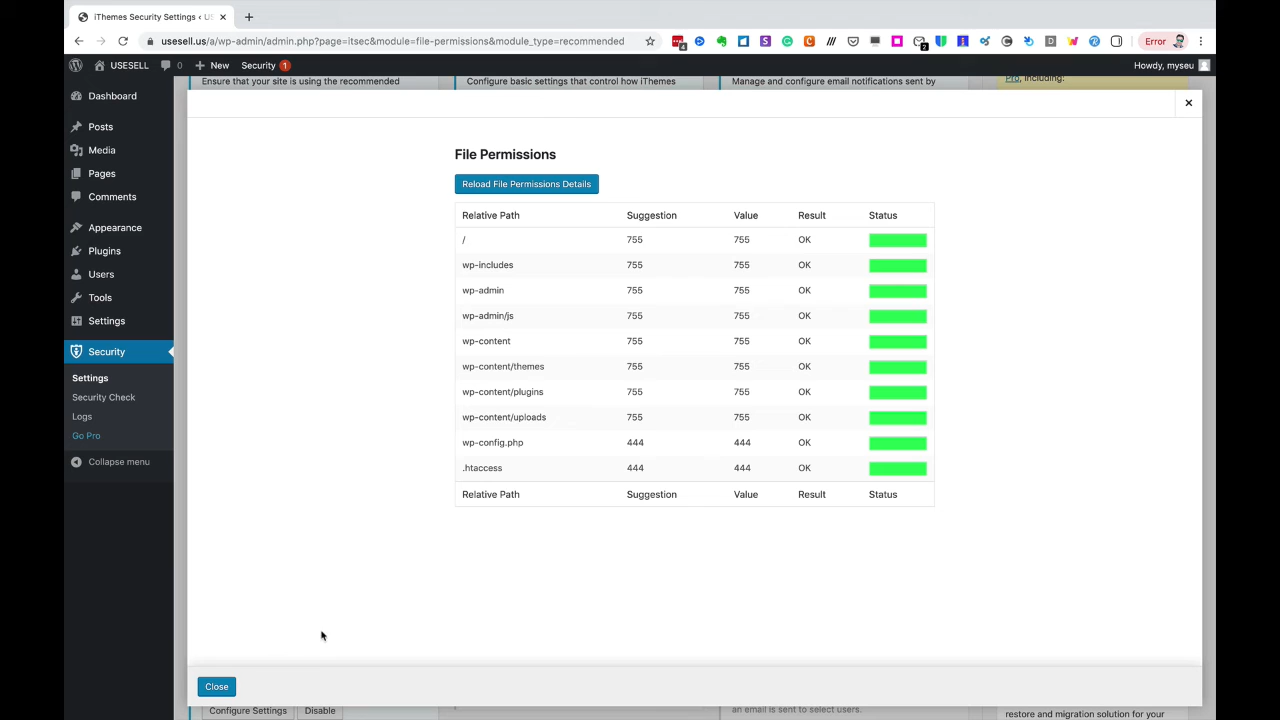 iThemes Security Settings ‹ US
usesell.us/a/wp-admin/admin.php?page=itsec&module=file-permissions&module_type=recommended
4
2
Error
USESELL 0 New Security 1
Howdy, myseu
Dashboard
Posts
Media
Pages
Comments
Appearance
Plugins
Users
Tools
Settings
Security
Settings
Security Check
Logs
Go Pro
Collapse menu
Ensure that your site is using the recommended
Configure basic settings that control how iThemes
Manage and configure email notifications sent by
Pro, including:
File Permissions
Reload File Permissions Details
Relative Path Suggestion Value Result Status
/ 755 755 OK
wp-includes 755 755 OK
wp-admin 755 755 OK
wp-admin/js 755 755 OK
wp-content 755 755 OK
wp-content/themes 755 755 OK
wp-content/plugins 755 755 OK
wp-content/uploads 755 755 OK
wp-config.php 444 444 OK
.htaccess 444 444 OK
Relative Path Suggestion Value Result Status
Close
Configure Settings Disable
an email is sent to select users.
restore and migration solution for your